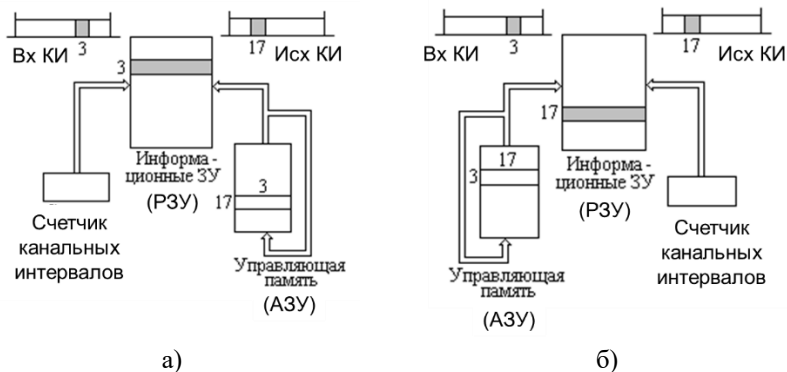 Вх КИ
3
17
Исх КИ
3
Информа -
ционные ЗУ
(РЗУ)
3
17
Счетчик
канальных
интервалов
Управляющая
память
(АЗУ)
а)
Вх КИ
3
17
Исх КИ
17
17
3
Информа -
ционные ЗУ
(РЗУ)
Счетчик
канальных
интервалов
Управляющая
память
(АЗУ)
б)